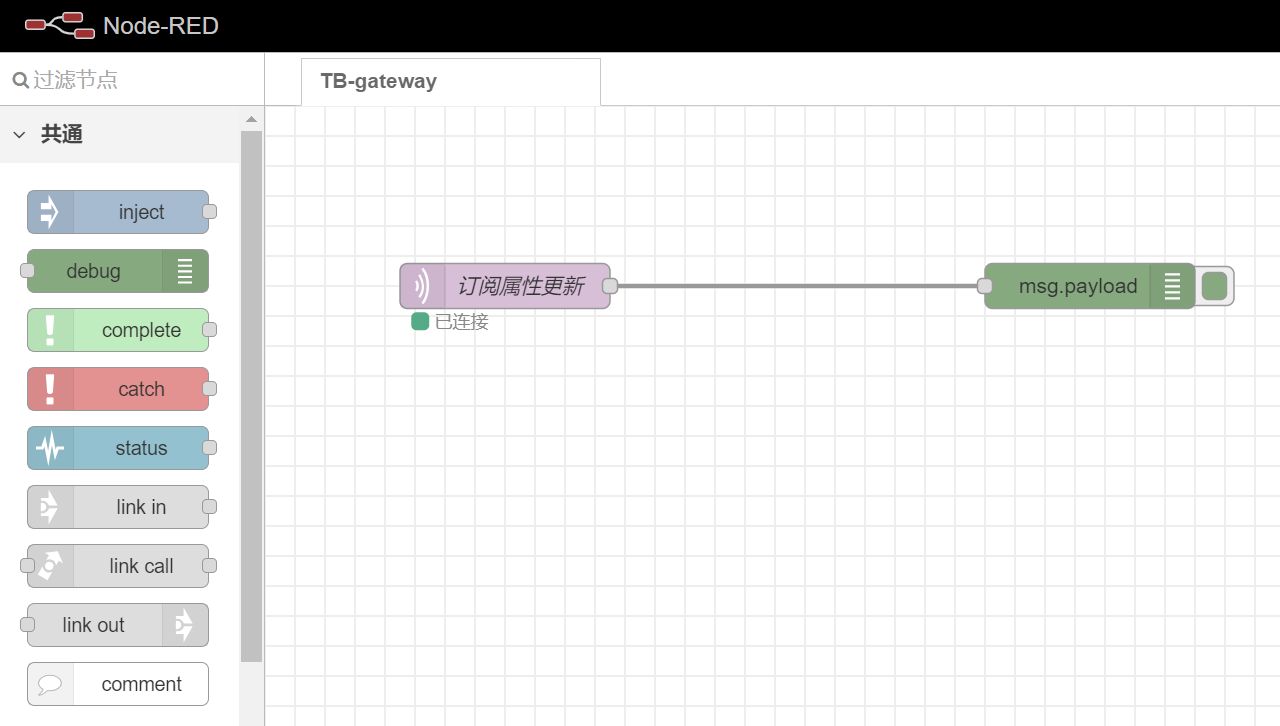 Node-RED
过滤节点
TB-gateway
共通
inject
debug
complete
catch
status
link in
link call
link out
comment
订阅属性更新
已连接
msg.payload